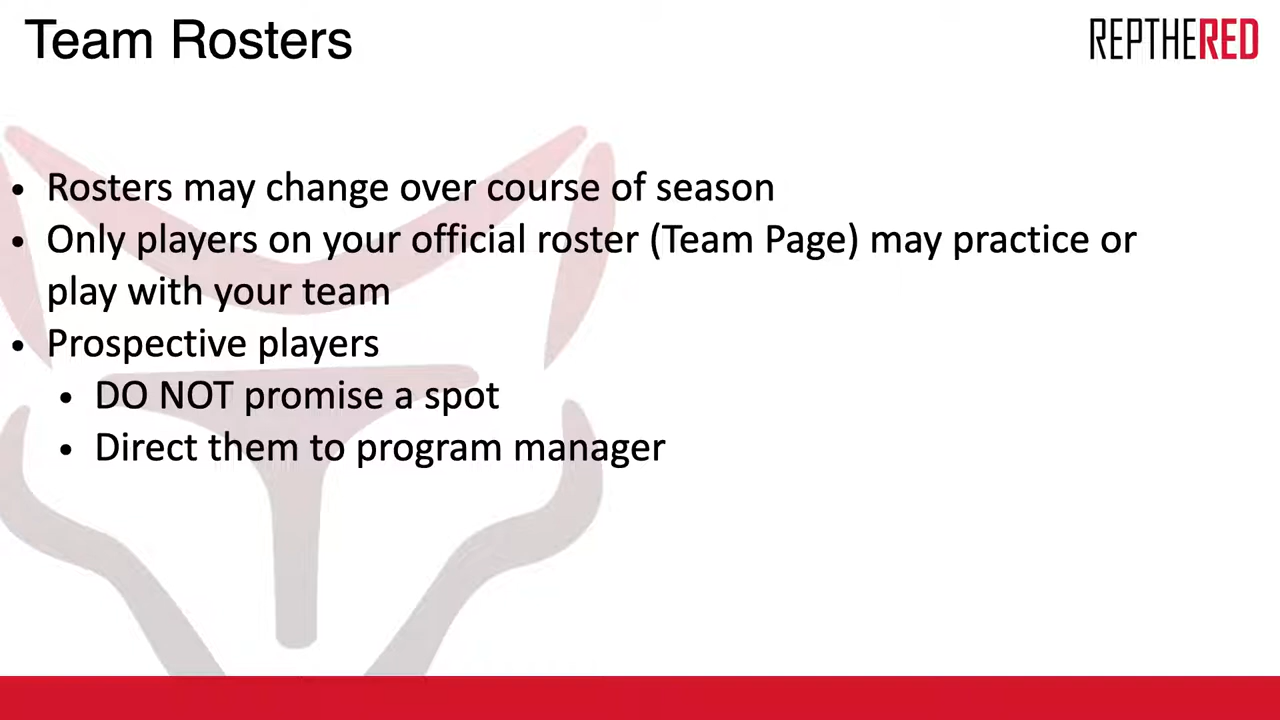 Team Rosters
REPTHERED
• Rosters may change over course of season
• Only players on your official roster (Team Page) may practice or
play with your team
• Prospective players
• DO NOT promise a spot
• Direct them to program manager